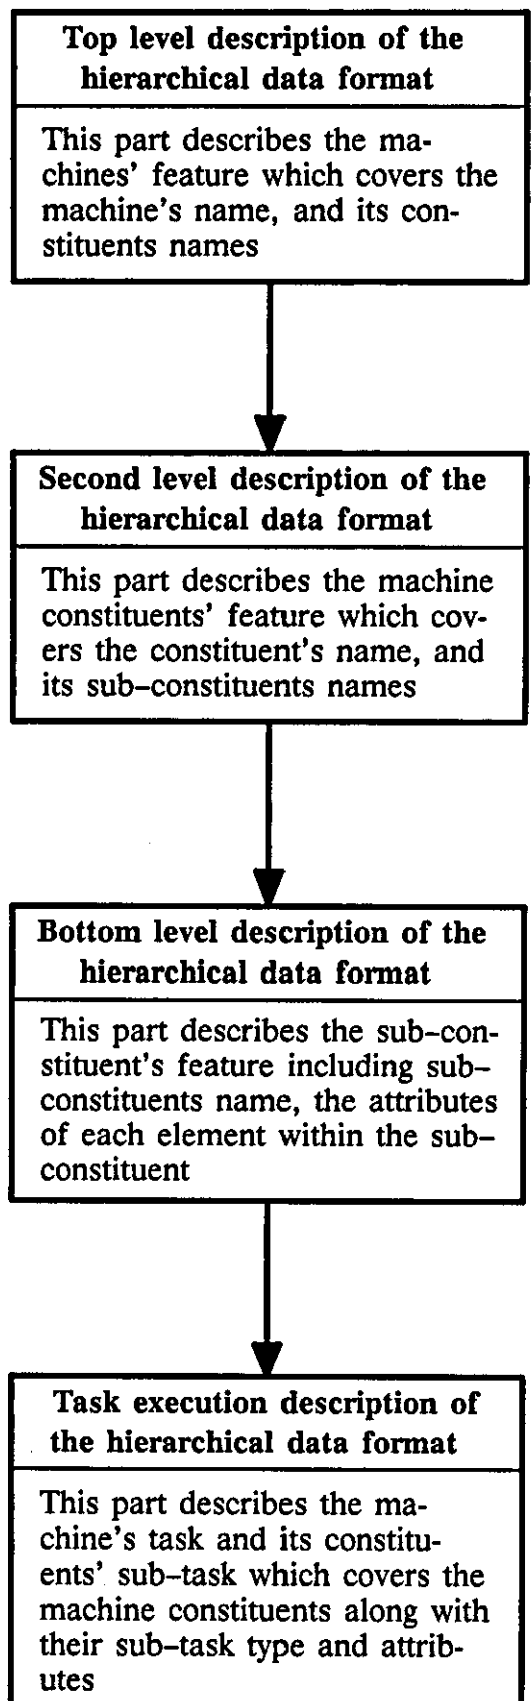 Top level description of the
hierarchical data format
This part describes the ma-
chines' feature which covers the
machine's name, and its con-
stituents names
Second level description of the
hierarchical data format
This part describes the machine
constituents' feature which cov-
ers the constituent's name, and
its sub-constituents names
Bottom level description of the
hierarchical data format
This part describes the sub-con-
stituent's feature including sub-
constituents name, the attributes
of each element within the sub-
constituent
Task execution description of
the hierarchical data format
This part describes the ma-
chine's task and its constitu-
ents' sub-task which covers the
machine constituents along with
their sub-task type and attrib-
utes